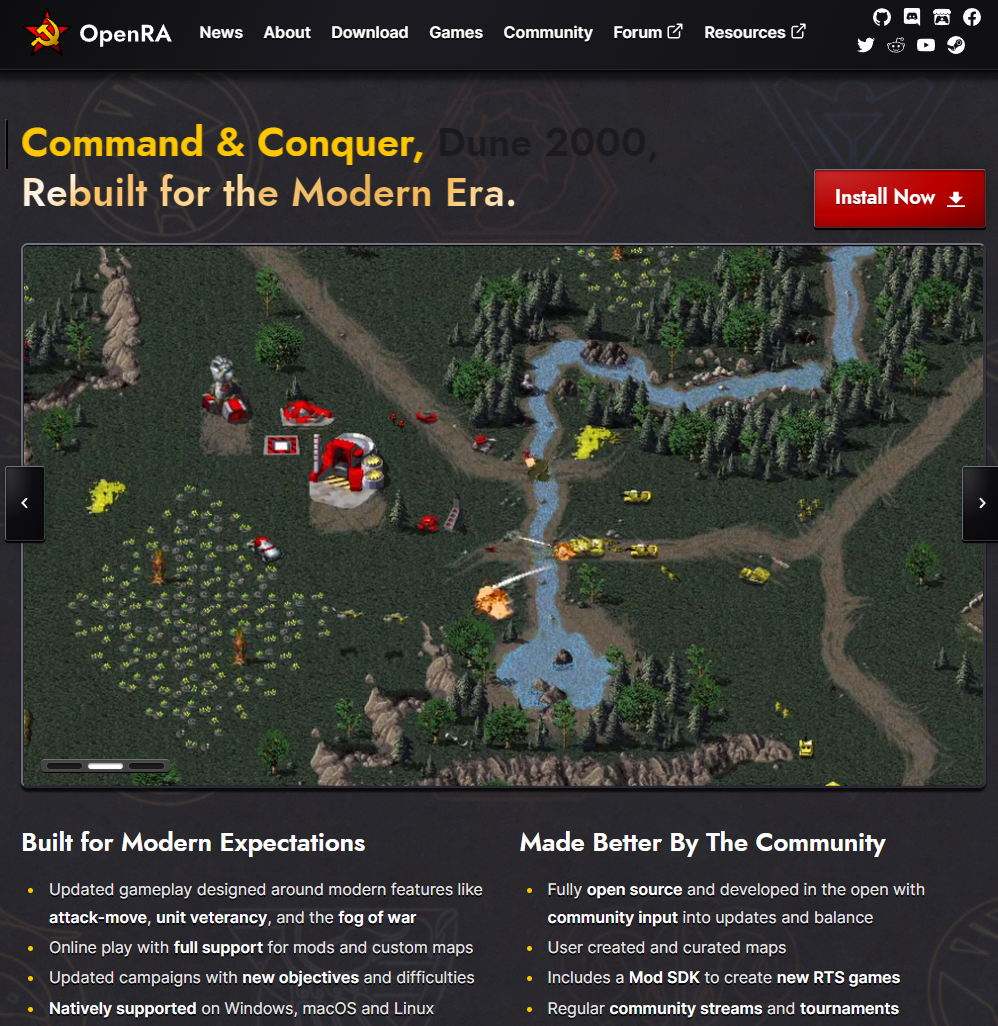 OpenRA
News About Download Games Community Forum Resources
Command & Conquer, Dune 2000,
Rebuilt for the Modern Era.
Install Now
Built for Modern Expectations
Updated gameplay designed around modern features like
attack-move, unit veterancy, and the fog of war
Online play with full support for mods and custom maps
Updated campaigns with new objectives and difficulties
Natively supported on Windows, macOS and Linux
Made Better By The Community
Fully open source and developed in the open with
community input into updates and balance
User created and curated maps
Includes a Mod SDK to create new RTS games
Regular community streams and tournaments